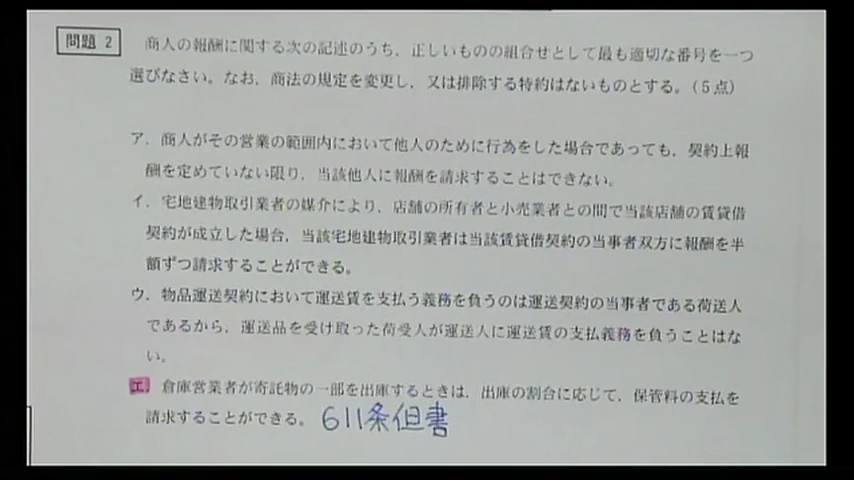 問題 2
商人の報酬に関する次の記述のうち，正しいものの組合せとして最も適切な番号を一つ
選びなさい。なお，商法の規定を変更し，又は排除する特約はないものとする。（5点）
ア．商人がその営業の範囲内において他人のために行為をした場合であっても，契約上報
酬を定めていない限り，当該他人に報酬を請求することはできない。
イ．宅地建物取引業者の媒介により，店舗の所有者と小売業者との間で当該店舗の賃貸借
契約が成立した場合，当該宅地建物取引業者は当該賃貸借契約の当事者双方に報酬を半
額ずつ請求することができる。
ウ．物品運送契約において運送賃を支払う義務を負うのは運送契約の当事者である荷送人
であるから，運送品を受け取った荷受人が運送人に運送賃の支払義務を負うことはな
い。
エ．倉庫営業者が寄託物の一部を出庫するときは，出庫の割合に応じて，保管料の支払を
請求することができる。 611条但書